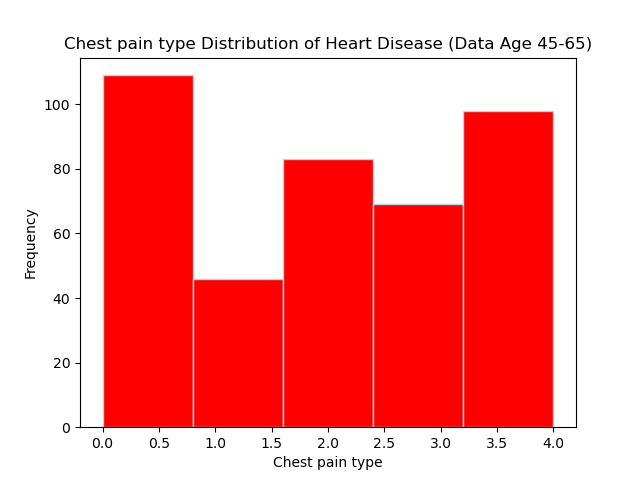 Chest pain type Distribution of Heart Disease (Data Age 45-65)
100
80
60
40
20
0
Frequency
0.0 0.5 1.0 1.5 2.0 2.5 3.0 3.5 4.0
Chest pain type